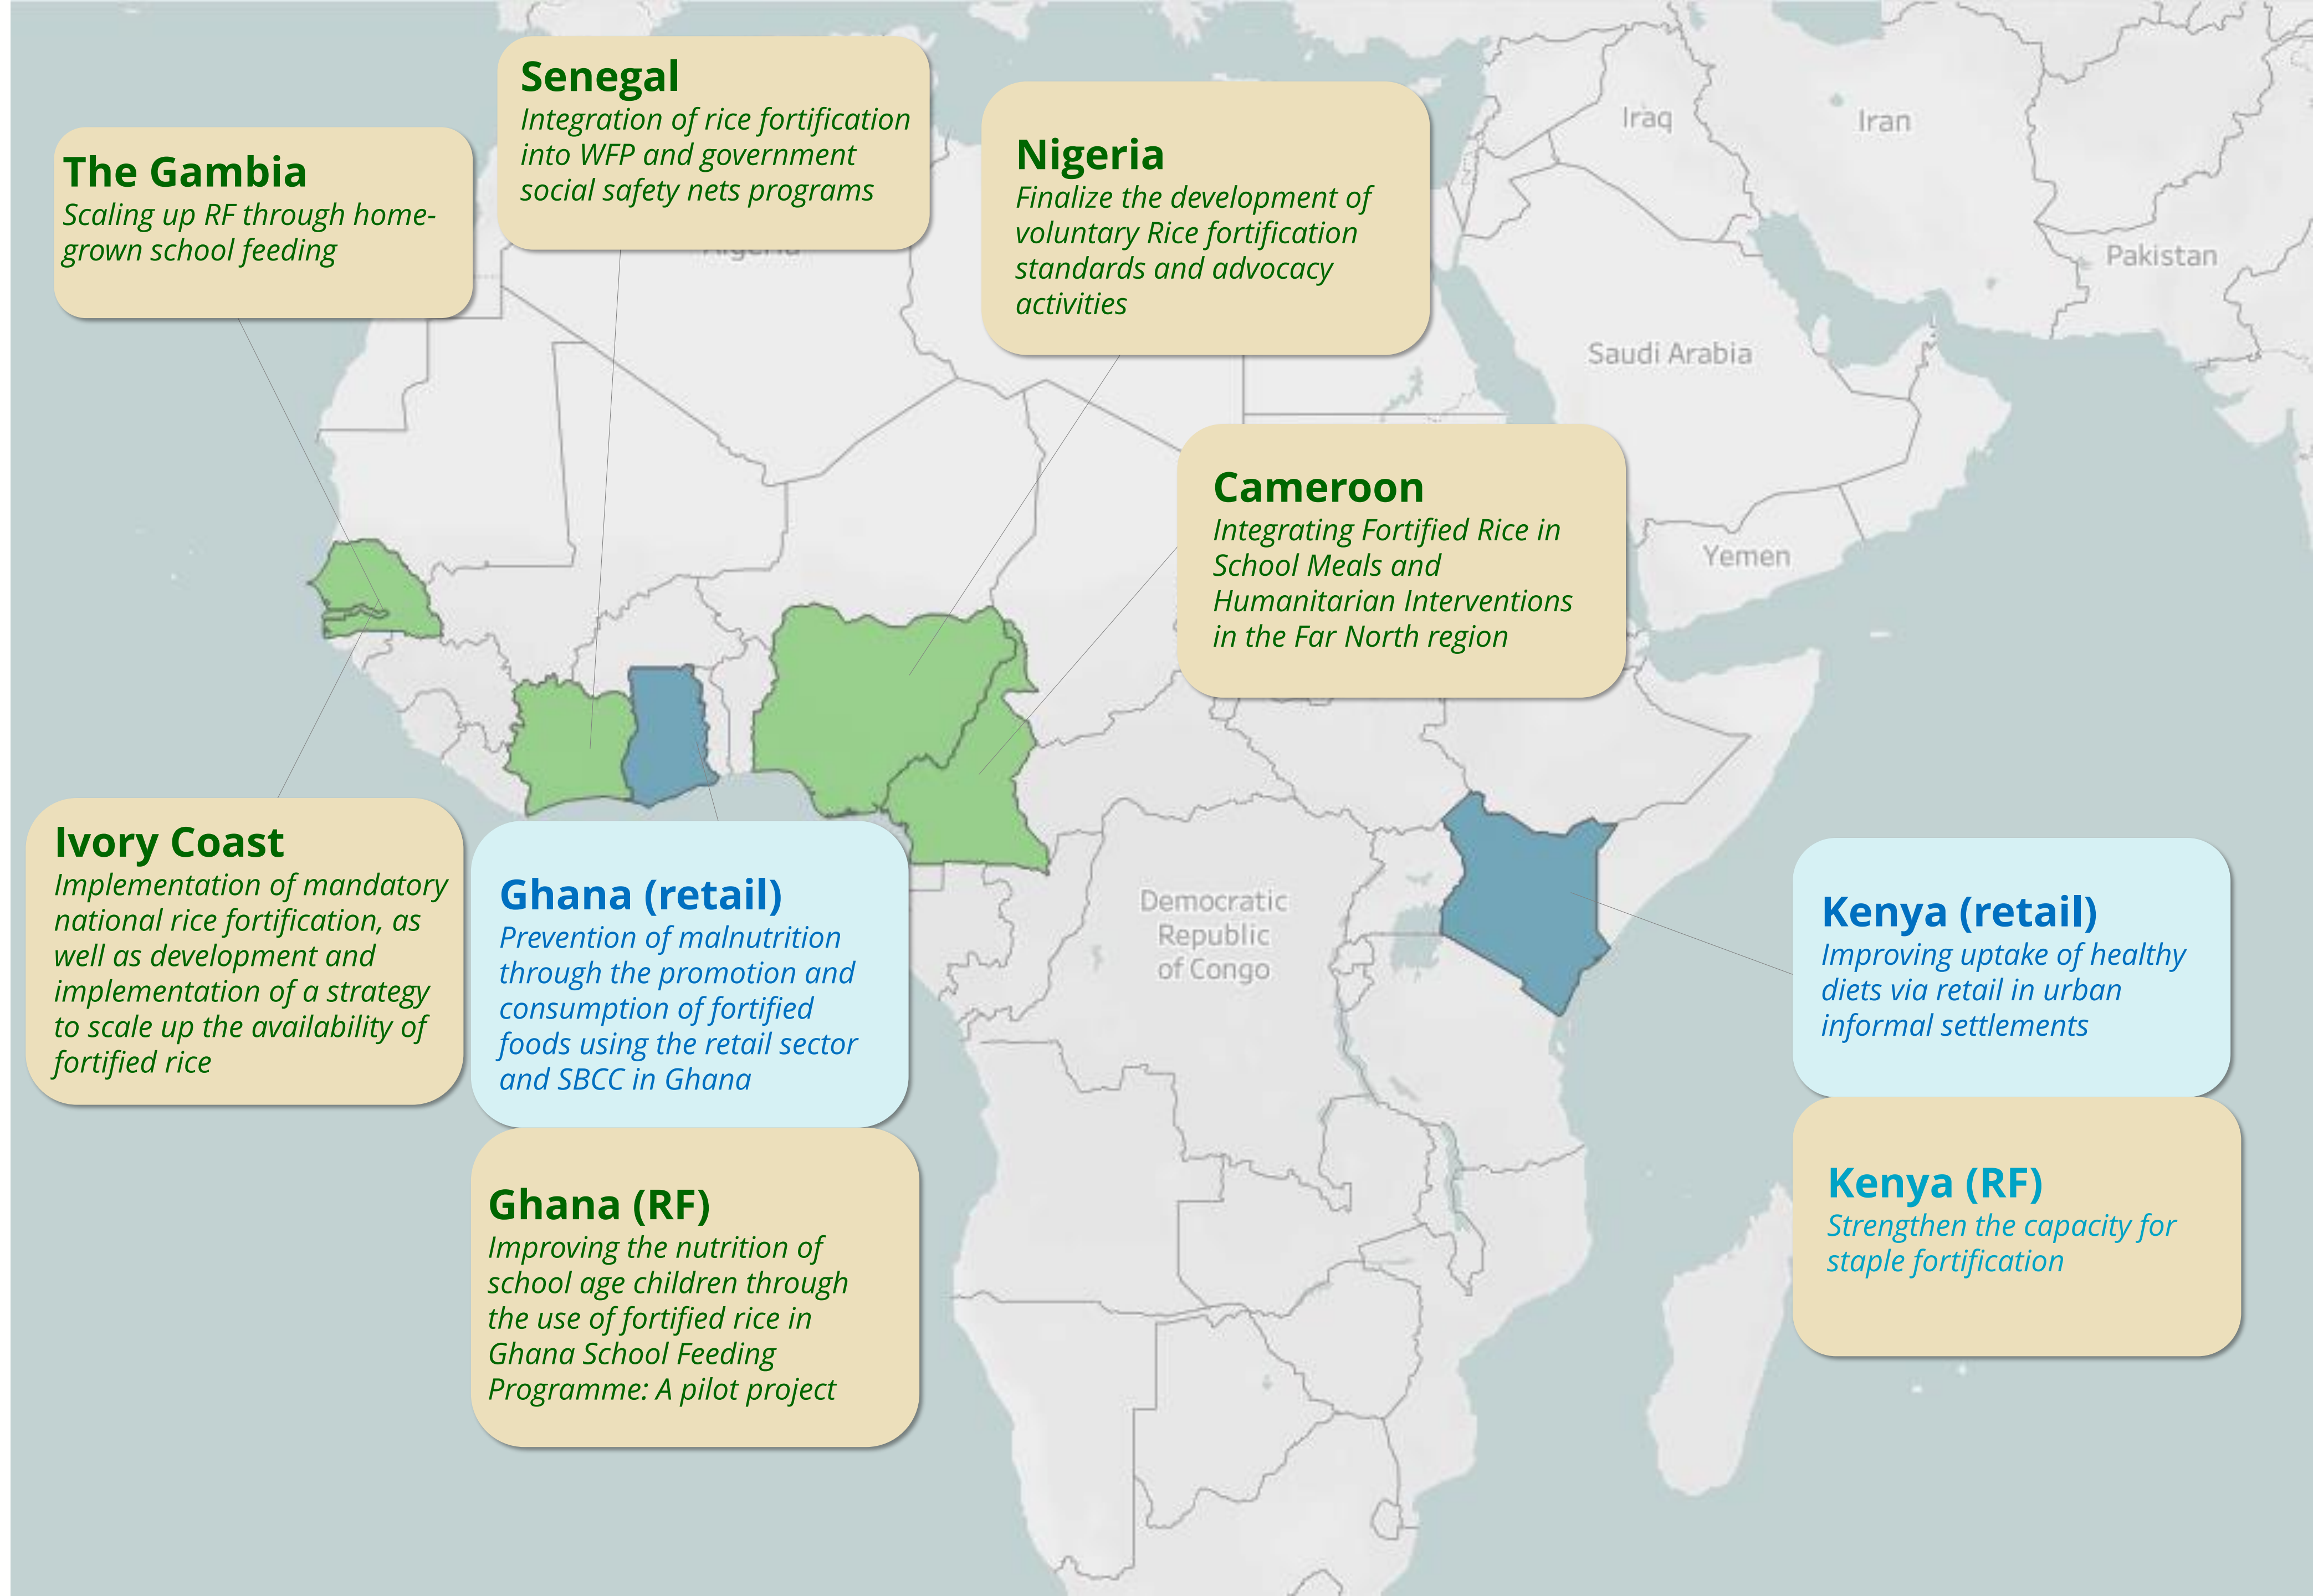 Senegal
Integration of rice fortification
into WFP and government
social safety nets programs
The Gambia
Scaling up RF through home-
grown school feeding
Nigeria
Finalize the development of
voluntary Rice fortification
standards and advocacy
activities
Algeria
Iraq
Iran
Pakistan
Saudi Arabia
Yemen
Cameroon
Integrating Fortified Rice in
School Meals and
Humanitarian Interventions
in the Far North region
Ivory Coast
Implementation of mandatory
national rice fortification, as
well as development and
implementation of a strategy
to scale up the availability of
fortified rice
Ghana (retail)
Prevention of malnutrition
through the promotion and
consumption of fortified
foods using the retail sector
and SBCC in Ghana
Democratic
Republic
of Congo
Kenya (retail)
Improving uptake of healthy
diets via retail in urban
informal settlements
Ghana (RF)
Improving the nutrition of
school age children through
the use of fortified rice in
Ghana School Feeding
Programme: A pilot project
Kenya (RF)
Strengthen the capacity for
staple fortification